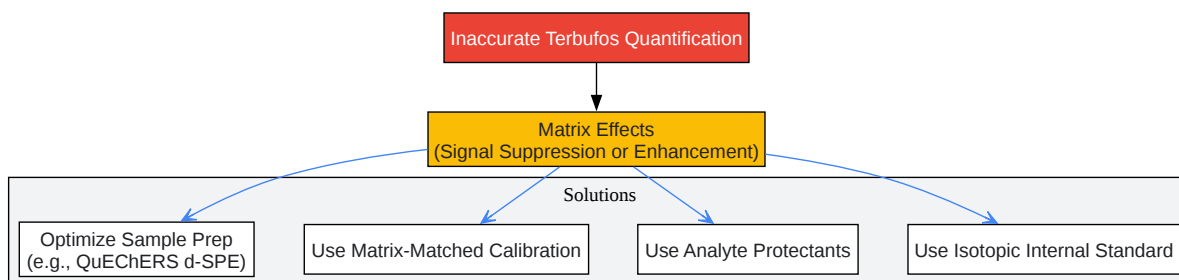 Inaccurate Terbufos Quantification
Matrix Effects
(Signal Suppression or Enhancement)
Solutions
Optimize Sample Prep
(e.g., QuEChERS d-SPE)
Use Matrix-Matched Calibration
Use Analyte Protectants
Use Isotopic Internal Standard